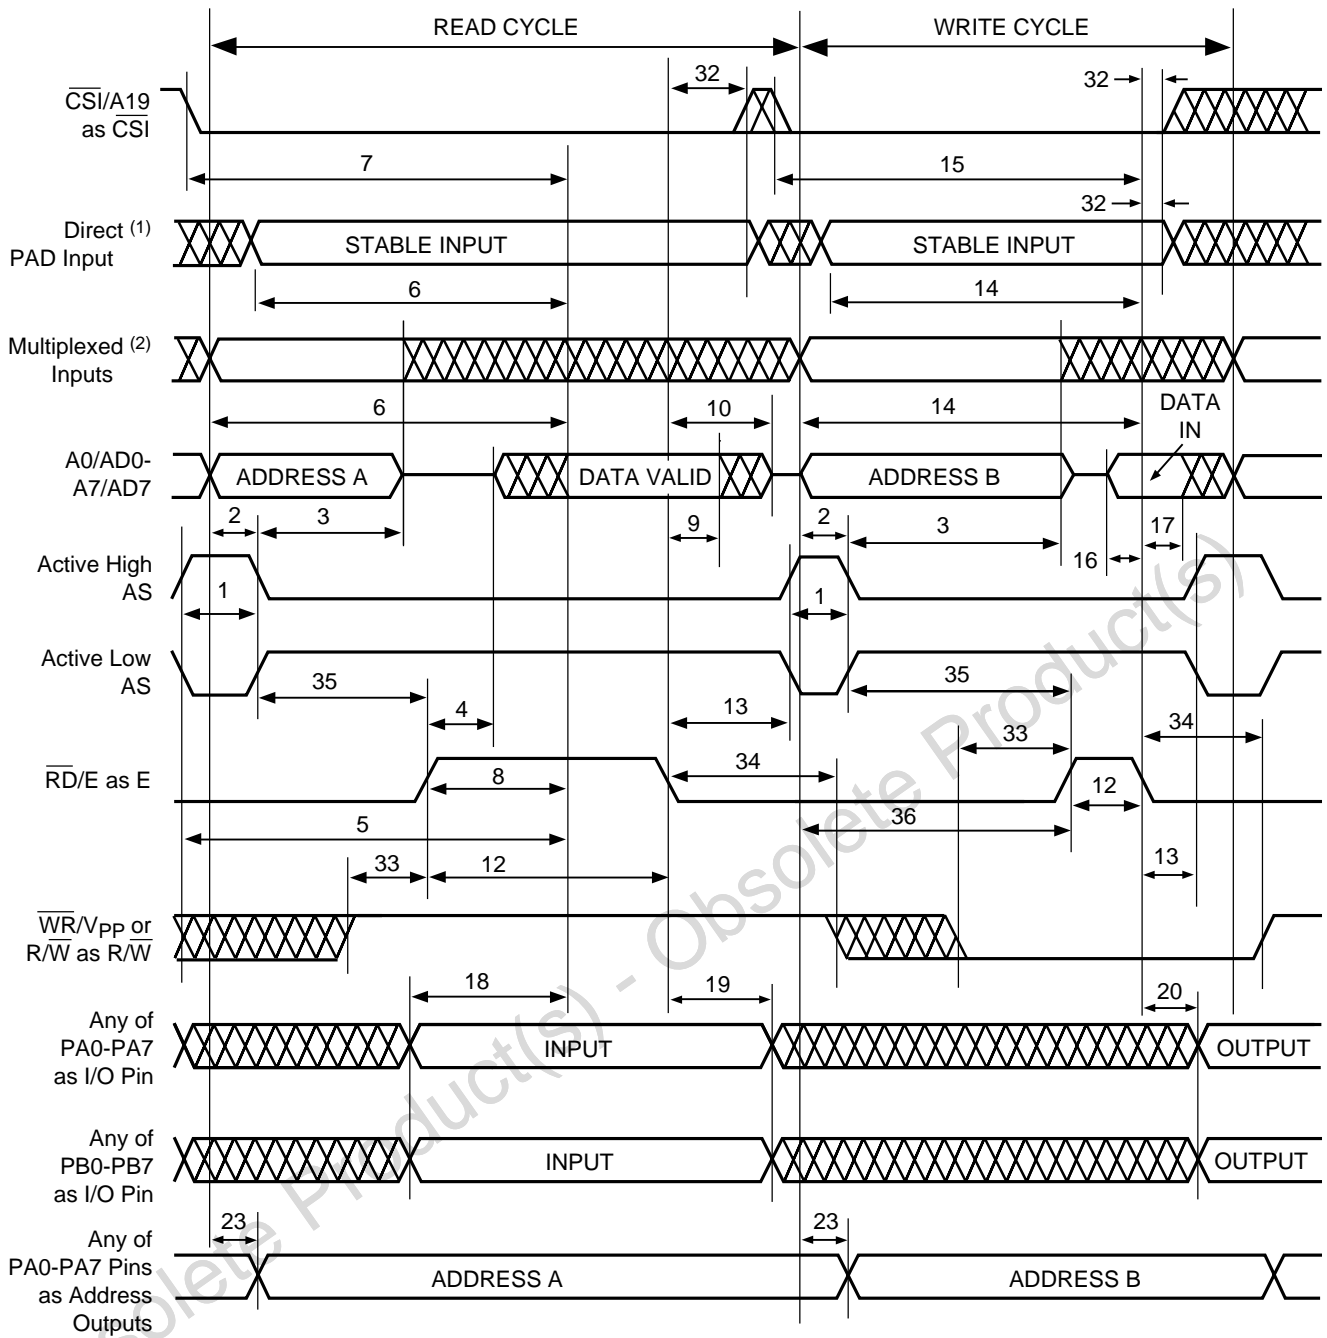 READ CYCLE
WRITE CYCLE
32
32
CSI/A19
as CSI
7
15
32
Direct (1)
PAD Input
STABLE INPUT
STABLE INPUT
6
14
Multiplexed (2)
Inputs
6
10
14
DATA
IN
A0/AD0-
A7/AD7
ADDRESS A
DATA VALID
ADDRESS B
2
3
9
2
3
16
17
Active High
AS
1
1
Active Low
AS
35
4
13
35
34
33
34
RD/E as E
8
12
5
36
33
12
13
WR/VPP or
R/W as R/W
18
19
20
Any of
PA0-PA7
as I/O Pin
INPUT
OUTPUT
Any of
PB0-PB7
as I/O Pin
INPUT
OUTPUT
23
23
Any of
PA0-PA7 Pins
as Address
Outputs
ADDRESS A
ADDRESS B
Obsolete Product(s) - Obsolete Product(s)